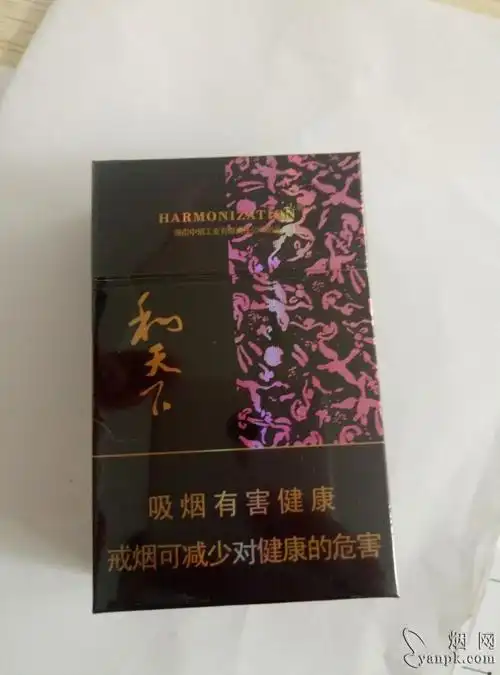 HARMONIZATION
和天下
吸烟有害健康
戒烟可减少对健康的危害
烟网
yanpk.com